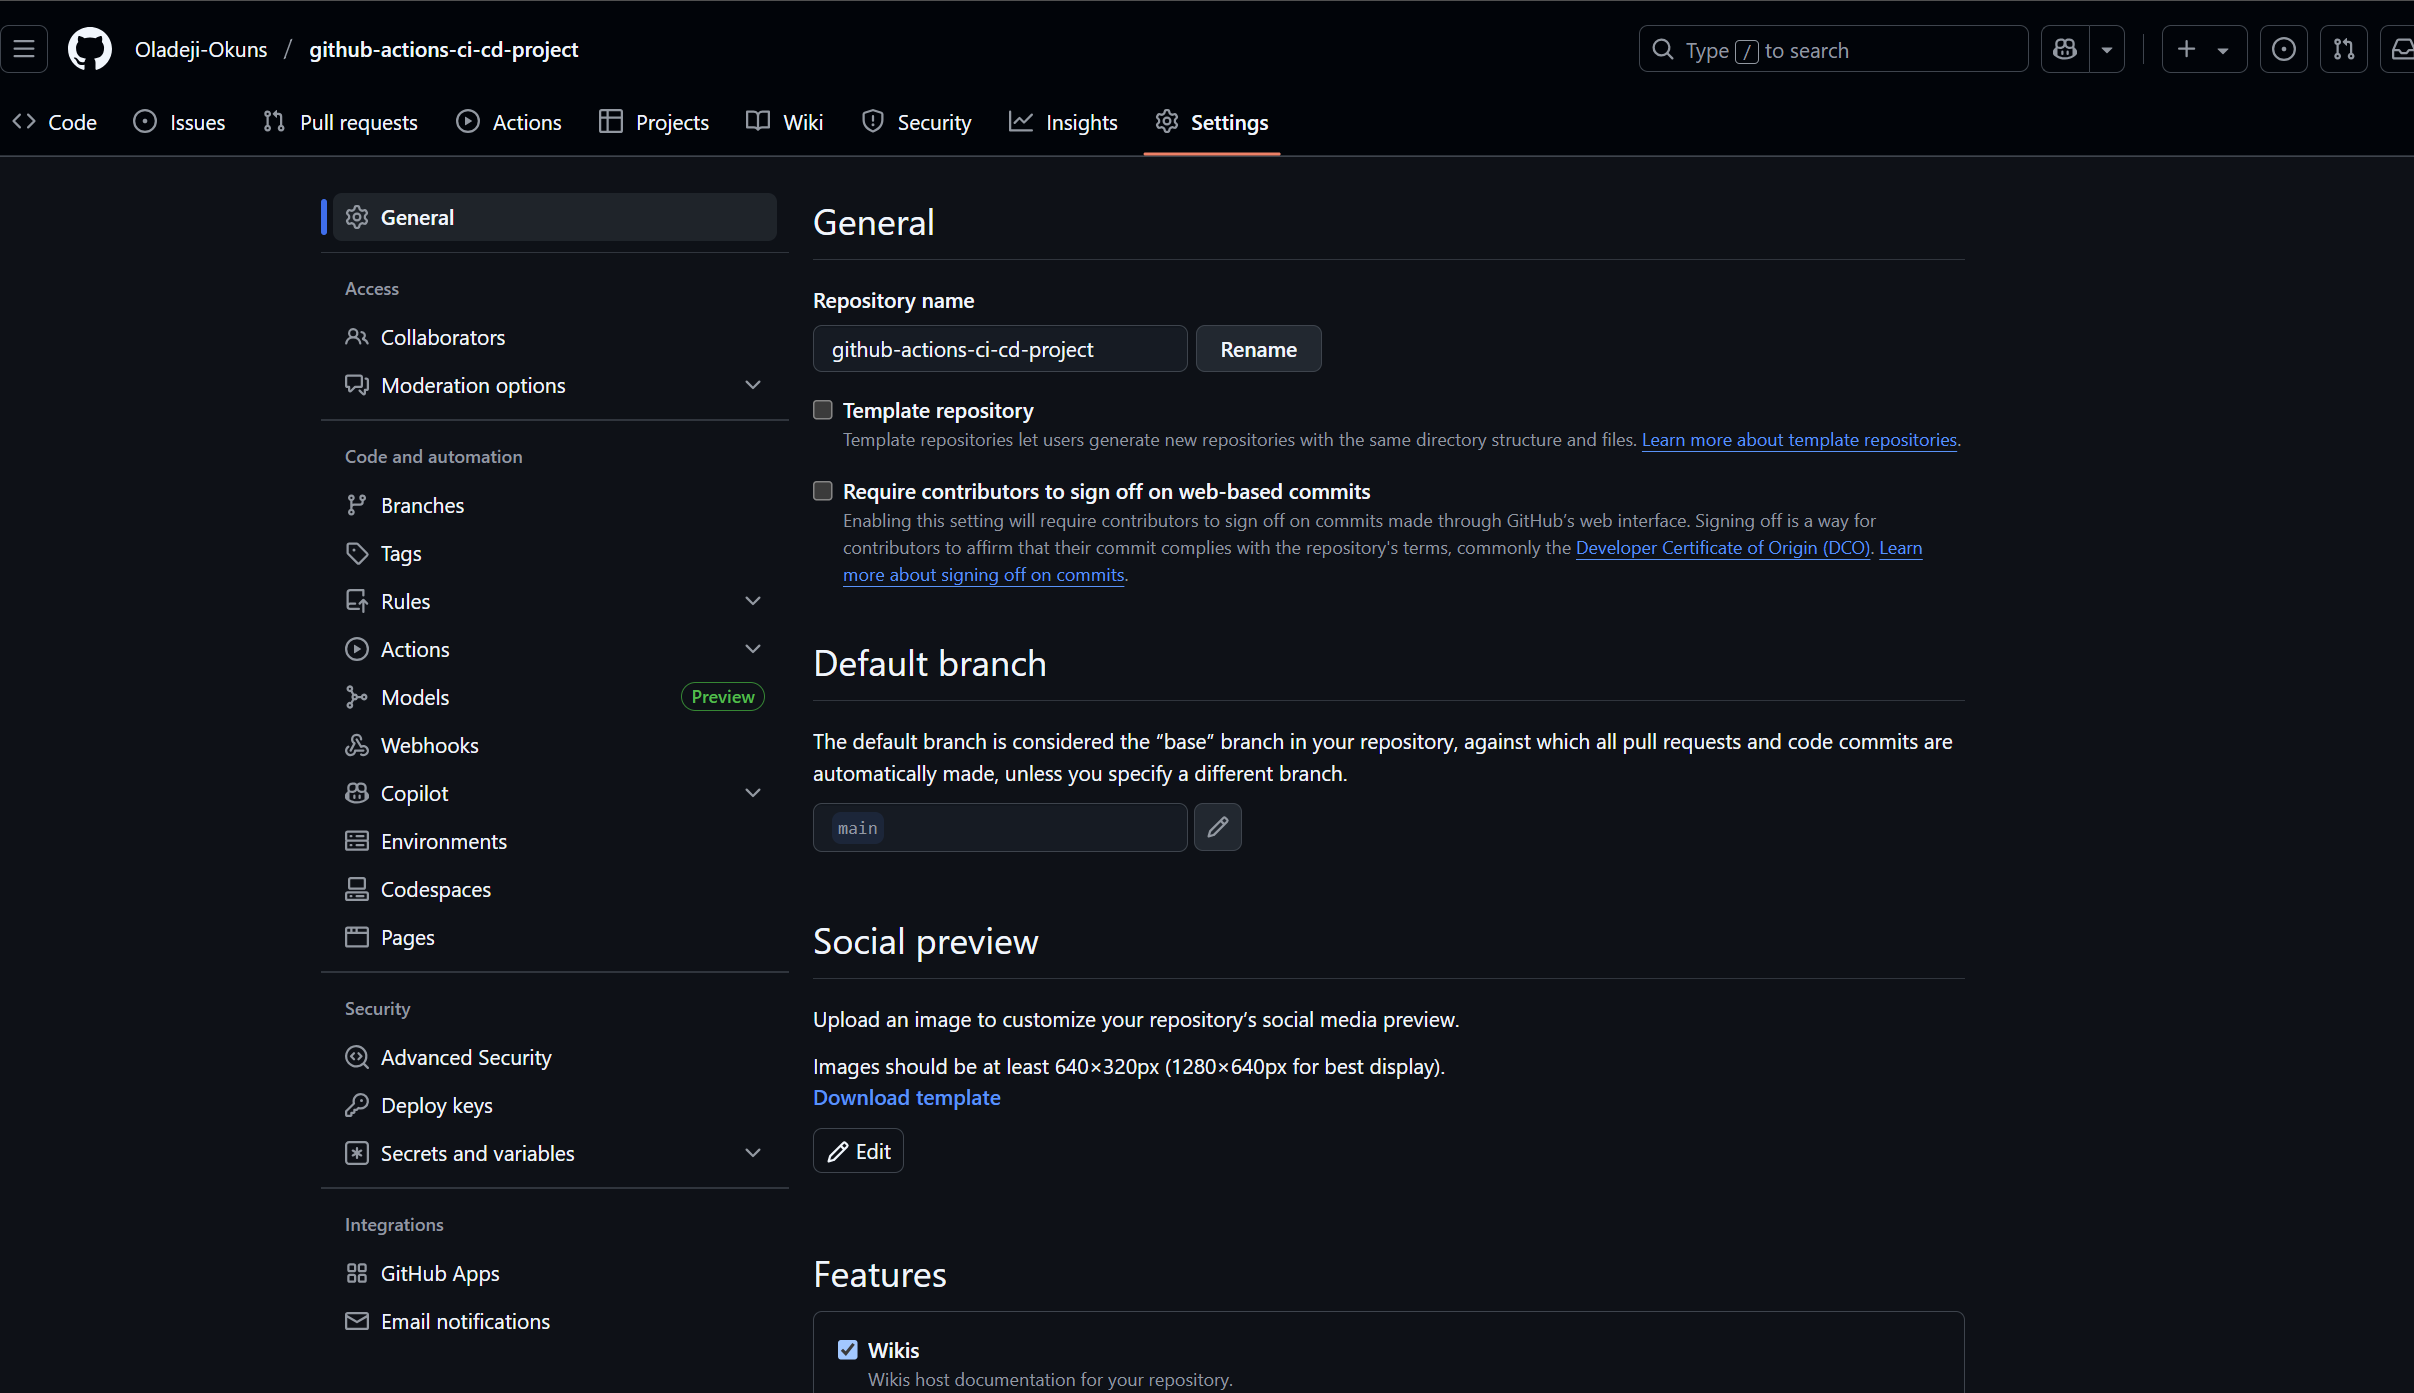 Oladeji-Okuns / github-actions-ci-cd-project
Type / to search
Code Issues Pull requests Actions Projects Wiki Security Insights Settings
General
Access
Collaborators
Moderation options
Code and automation
Branches
Tags
Rules
Actions
Models Preview
Webhooks
Copilot
Environments
Codespaces
Pages
Security
Advanced Security
Deploy keys
Secrets and variables
Integrations
GitHub Apps
Email notifications
General
Repository name
github-actions-ci-cd-project Rename
Template repository
Template repositories let users generate new repositories with the same directory structure and files. Learn more about template repositories.
Require contributors to sign off on web-based commits
Enabling this setting will require contributors to sign off on commits made through GitHub’s web interface. Signing off is a way for
contributors to affirm that their commit complies with the repository's terms, commonly the Developer Certificate of Origin (DCO). Learn
more about signing off on commits.
Default branch
The default branch is considered the “base” branch in your repository, against which all pull requests and code commits are
automatically made, unless you specify a different branch.
main
Social preview
Upload an image to customize your repository’s social media preview.
Images should be at least 640×320px (1280×640px for best display).
Download template
Edit
Features
Wikis
Wikis host documentation for your repository.